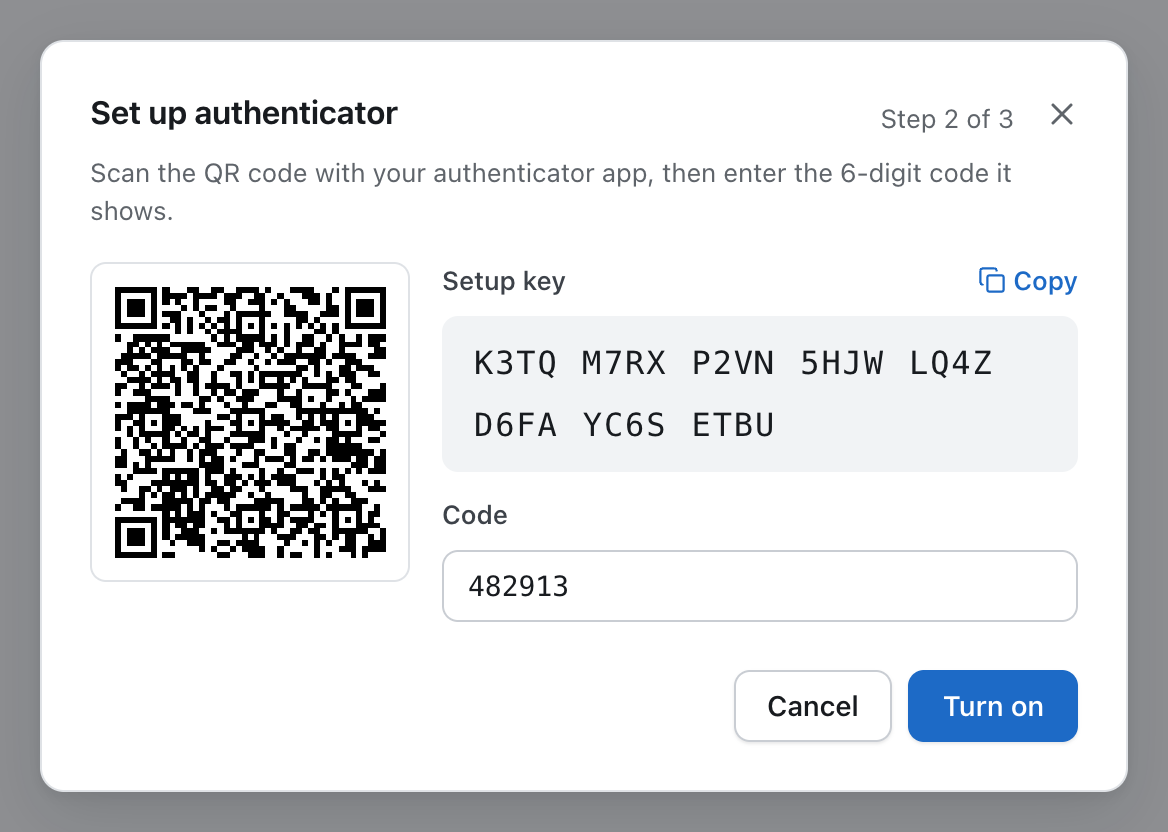 Set up authenticator
Step 2 of 3
Scan the QR code with your authenticator app, then enter the 6-digit code it
shows.
Setup key
Copy
K3TQ M7RX P2VN 5HJW LQ4Z
D6FA YC6S ETBU
Code
482913
Cancel
Turn on